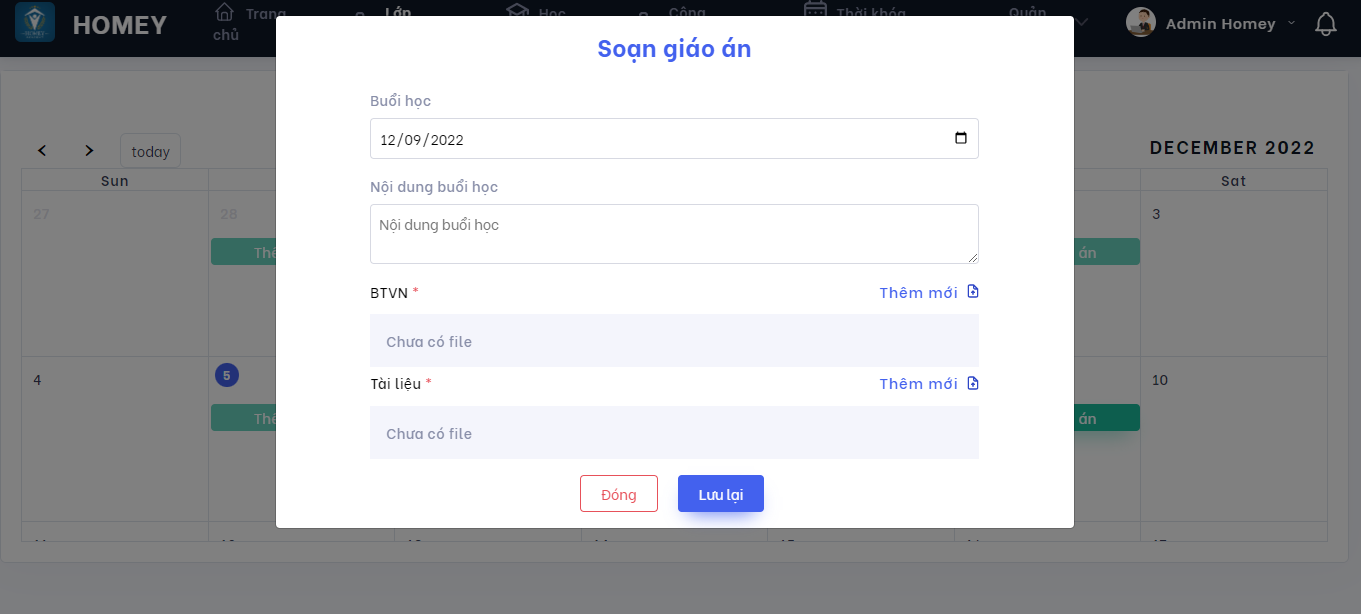 HOMEY
Trang chủ
Lớp
Học
Công
Thời khóa
Quản
Admin Homey
Soạn giáo án
Buổi học
12/09/2022
Nội dung buổi học
Nội dung buổi học
BTVN *
Thêm mới
Chưa có file
Tài liệu *
Thêm mới
Chưa có file
Đóng
Lưu lại
today
DECEMBER 2022
Sun
Sat
27
28
3
án
4
5
10
án